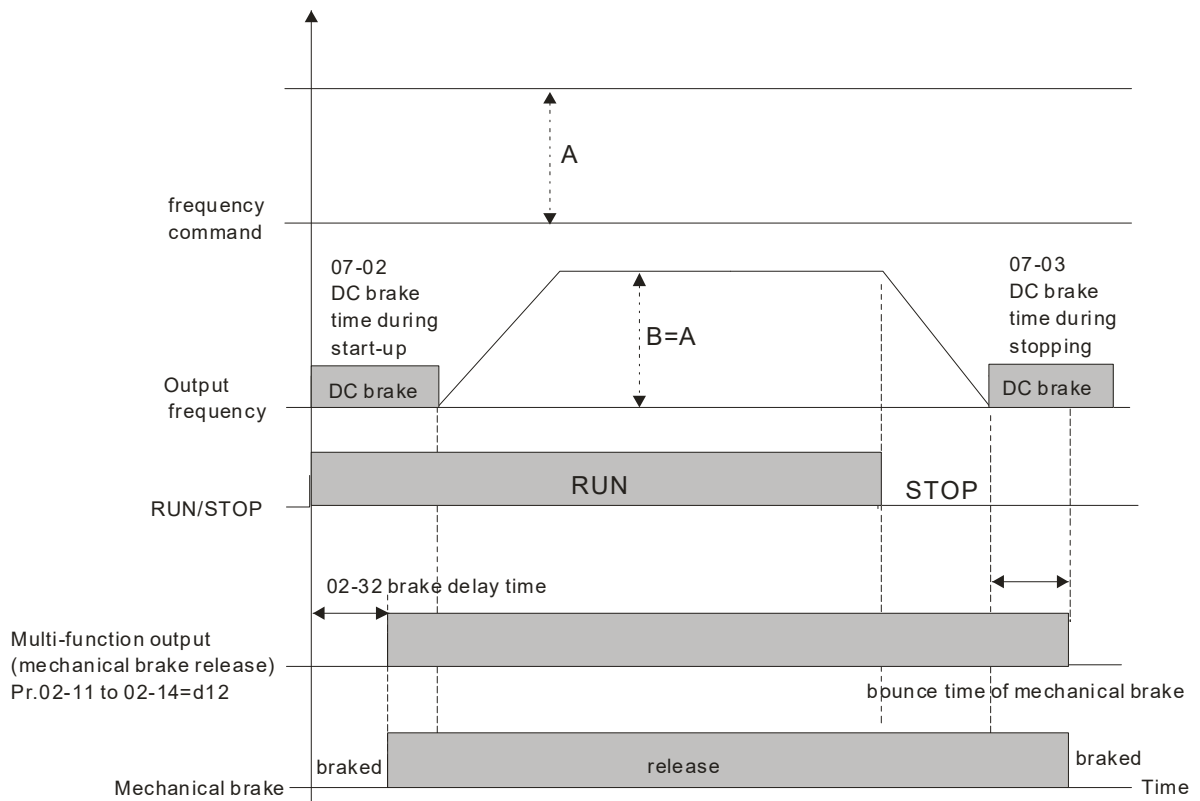 A
frequency
command
07-02
DC brake
time during
start-up
07-03
DC brake
time during
stopping
B=A
Output
frequency
DC brake
DC brake
RUN
STOP
RUN/STOP
02-32 brake delay time
Multi-function output
(mechanical brake release)
Pr.02-11 to 02-14=d12
bounce time of mechanical brake
braked
release
braked
Mechanical brake
Time